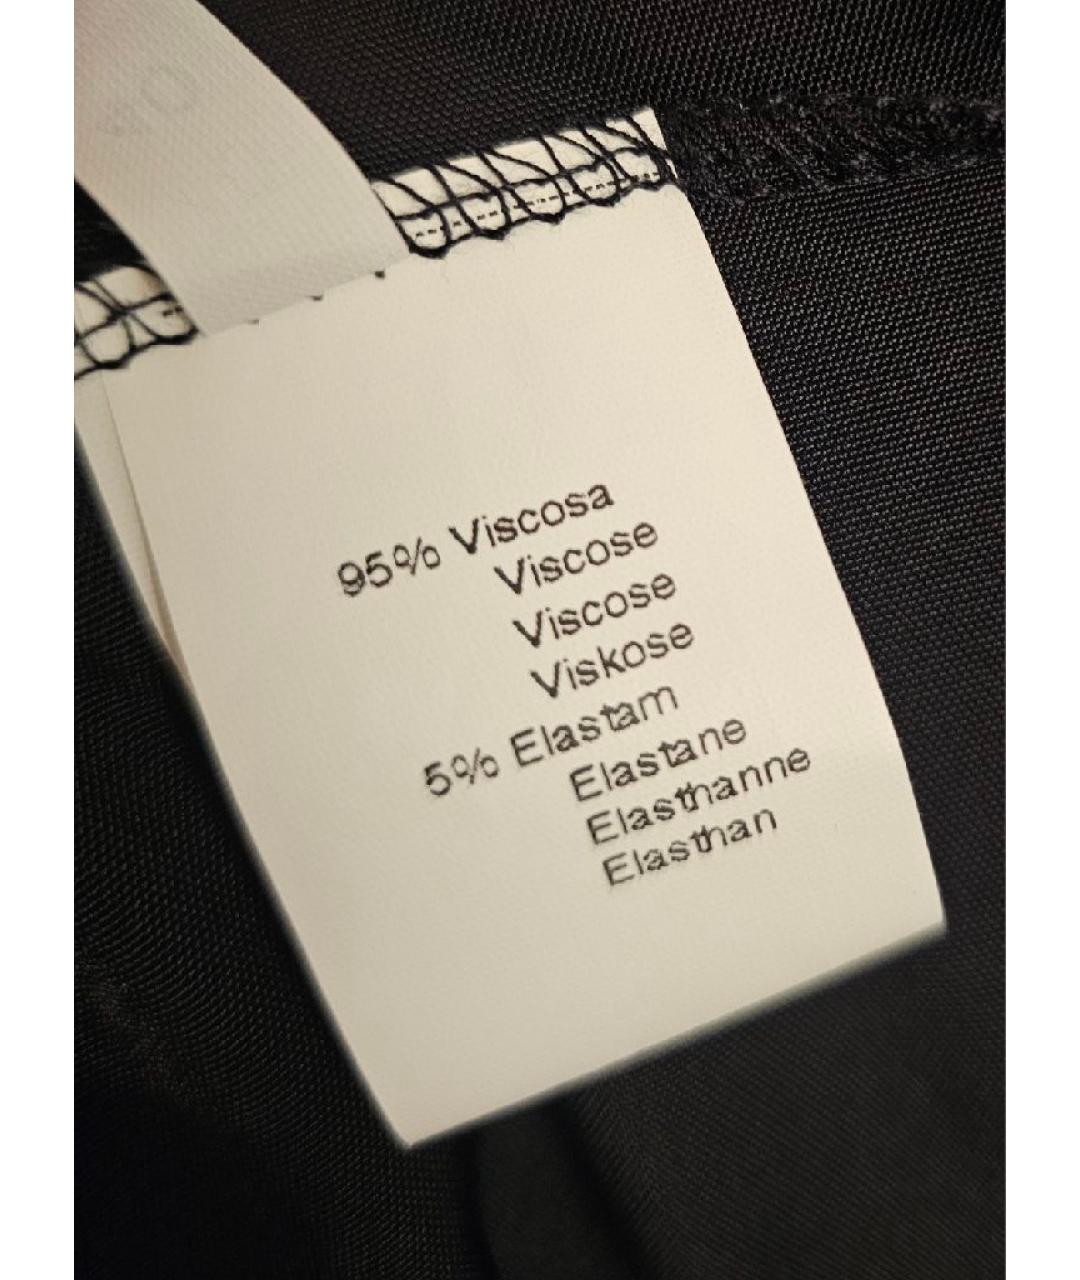 95% Viscosa
Viscose
Viscose
Viskose
5% Elastam
Elastane
Elasthanne
Elasthan